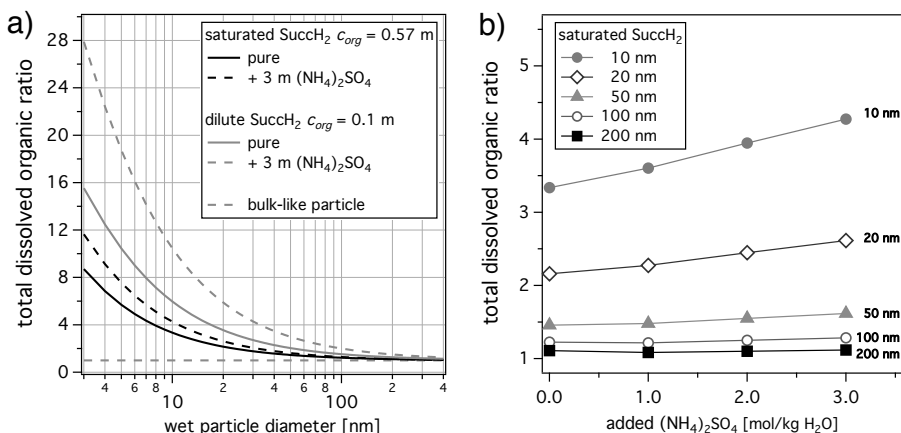 a)
total dissolved organic ratio
28
24
20
16
12
8
4
0
saturated SuccH2 corg = 0.57 m
pure
+ 3 m (NH4)2SO4
dilute SuccH2 corg = 0.1 m
pure
+ 3 m (NH4)2SO4
bulk-like particle
4 6 8 10 2 4 6 8 100 2 4
wet particle diameter [nm]
b)
total dissolved organic ratio
5
4
3
2
1
saturated SuccH2
10 nm
20 nm
50 nm
100 nm
200 nm
10 nm
20 nm
50 nm
100 nm
200 nm
0.0 1.0 2.0 3.0
added (NH4)2SO4 [mol/kg H2O]